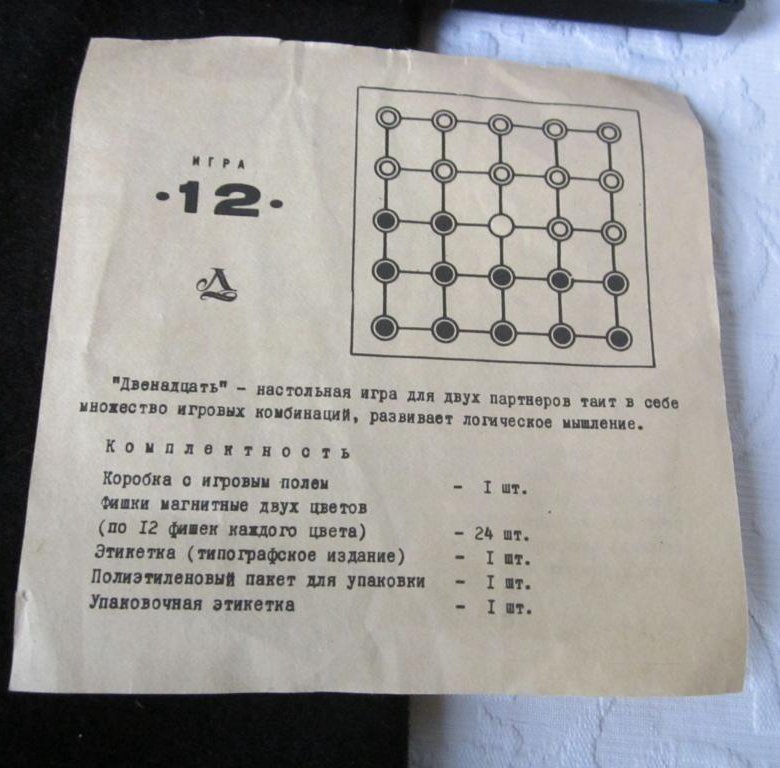 ИГРА
·12·
Л
"Двенадцать" - настольная игра для двух партнеров таит в себе
множество игровых комбинаций, развивает логическое мышление.
Комплектность
Коробка с игровым полем - I шт.
Фишки магнитные двух цветов
(по I2 фишек каждого цвета) - 24 шт.
Этикетка (типографское издание) - I шт.
Полиэтиленовый пакет для упаковки - I шт.
Упаковочная этикетка - I шт.